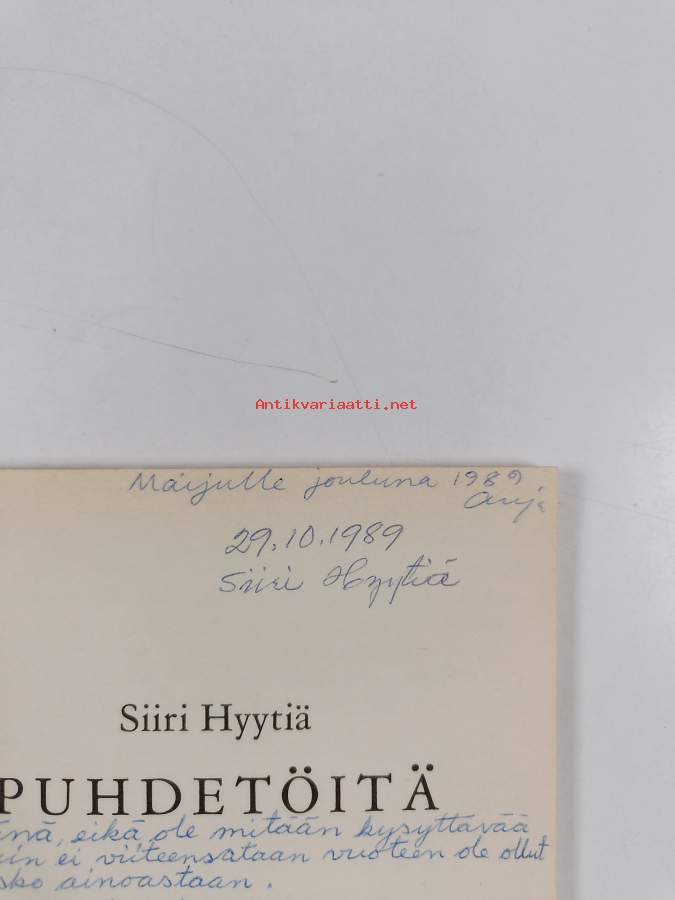 Antikvariaatti.net
Maijulle jouluna 1989
Anja
29.10.1989
Siiri Hyytiä
Siiri Hyytiä
PUHDETÖITÄ
eikä ole mitään kysyttävää
ei viiteensataan vuoteen ole ollut
ainoastaan.